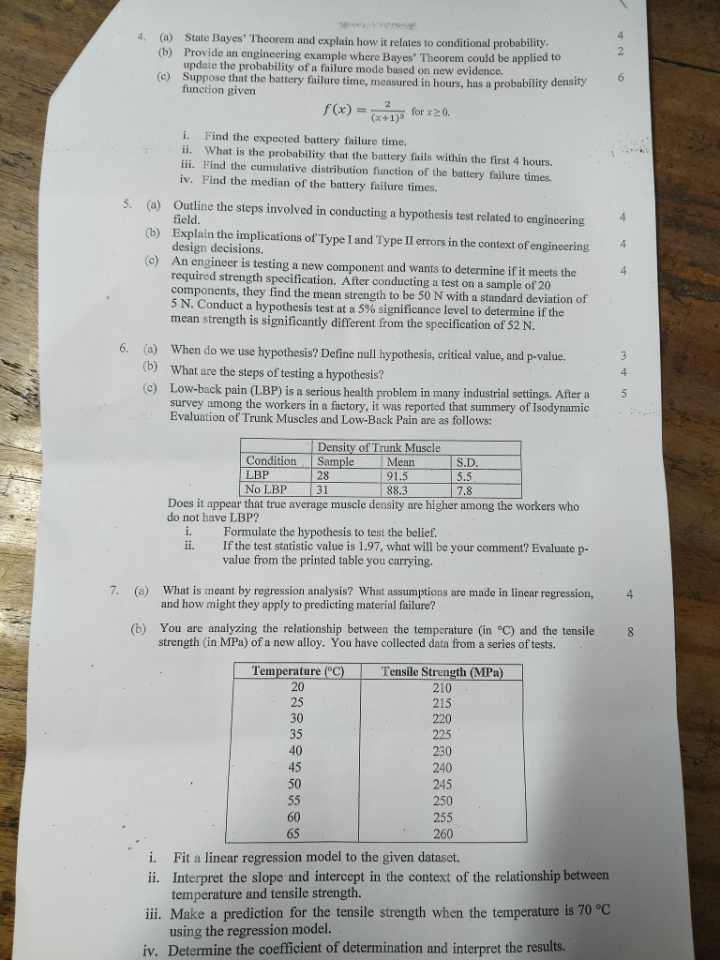 4. (a) State Bayes' Theorem and explain how it relates to conditional probability. 4
(b) Provide an engineering example where Bayes' Theorem could be applied to 2
update the probability of a failure mode based on new evidence.
(c) Suppose that the battery failure time, measured in hours, has a probability density 6
function given
f(x) = 2/(x+1)³ for x≥0.
i. Find the expected battery failure time.
ii. What is the probability that the battery fails within the first 4 hours.
iii. Find the cumulative distribution function of the battery failure times.
iv. Find the median of the battery failure times.
5. (a) Outline the steps involved in conducting a hypothesis test related to engineering 4
field.
(b) Explain the implications of Type I and Type II errors in the context of engineering 4
design decisions.
(c) An engineer is testing a new component and wants to determine if it meets the 4
required strength specification. After conducting a test on a sample of 20
components, they find the mean strength to be 50 N with a standard deviation of
5 N. Conduct a hypothesis test at a 5% significance level to determine if the
mean strength is significantly different from the specification of 52 N.
6. (a) When do we use hypothesis? Define null hypothesis, critical value, and p-value. 3
(b) What are the steps of testing a hypothesis? 4
(c) Low-back pain (LBP) is a serious health problem in many industrial settings. After a 5
survey among the workers in a factory, it was reported that summery of Isodynamic
Evaluation of Trunk Muscles and Low-Back Pain are as follows:
Density of Trunk Muscle
Condition Sample Mean S.D.
LBP 28 91.5 5.5
No LBP 31 88.3 7.8
Does it appear that true average muscle density are higher among the workers who
do not have LBP?
i. Formulate the hypothesis to test the belief.
ii. If the test statistic value is 1.97, what will be your comment? Evaluate p-
value from the printed table you carrying.
7. (a) What is meant by regression analysis? What assumptions are made in linear regression, 4
and how might they apply to predicting material failure?
(b) You are analyzing the relationship between the temperature (in °C) and the tensile 8
strength (in MPa) of a new alloy. You have collected data from a series of tests.
Temperature (°C) Tensile Strength (MPa)
20 210
25 215
30 220
35 225
40 230
45 240
50 245
55 250
60 255
65 260
i. Fit a linear regression model to the given dataset.
ii. Interpret the slope and intercept in the context of the relationship between
temperature and tensile strength.
iii. Make a prediction for the tensile strength when the temperature is 70 °C
using the regression model.
iv. Determine the coefficient of determination and interpret the results.